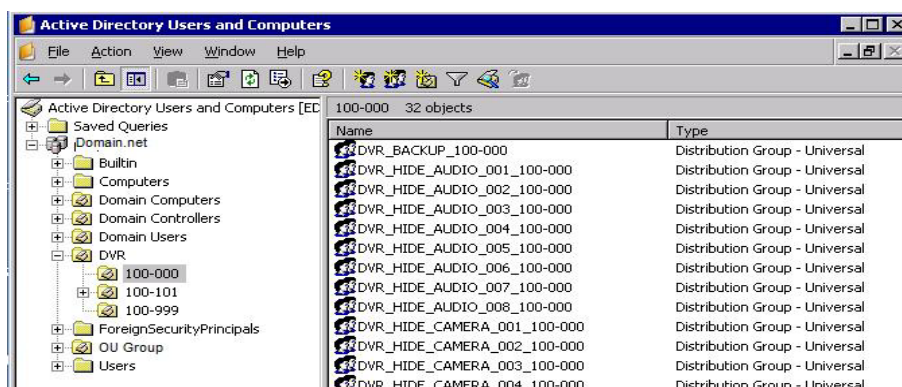 Active Directory Users and Computers
File Action View Window Help
Active Directory Users and Computers [ED
Saved Queries
Domain.net
Builtin
Computers
Domain Computers
Domain Controllers
Domain Users
DVR
100-000
100-101
100-999
ForeignSecurityPrincipals
OU Group
Users
100-000 32 objects
Name Type
DVR_BACKUP_100-000 Distribution Group - Universal
DVR_HIDE_AUDIO_001_100-000 Distribution Group - Universal
DVR_HIDE_AUDIO_002_100-000 Distribution Group - Universal
DVR_HIDE_AUDIO_003_100-000 Distribution Group - Universal
DVR_HIDE_AUDIO_004_100-000 Distribution Group - Universal
DVR_HIDE_AUDIO_005_100-000 Distribution Group - Universal
DVR_HIDE_AUDIO_006_100-000 Distribution Group - Universal
DVR_HIDE_AUDIO_007_100-000 Distribution Group - Universal
DVR_HIDE_AUDIO_008_100-000 Distribution Group - Universal
DVR_HIDE_CAMERA_001_100-000 Distribution Group - Universal
DVR_HIDE_CAMERA_002_100-000 Distribution Group - Universal
DVR_HIDE_CAMERA_003_100-000 Distribution Group - Universal
DVR_HIDE_CAMERA_004_100-000 Distribution Group - Universal